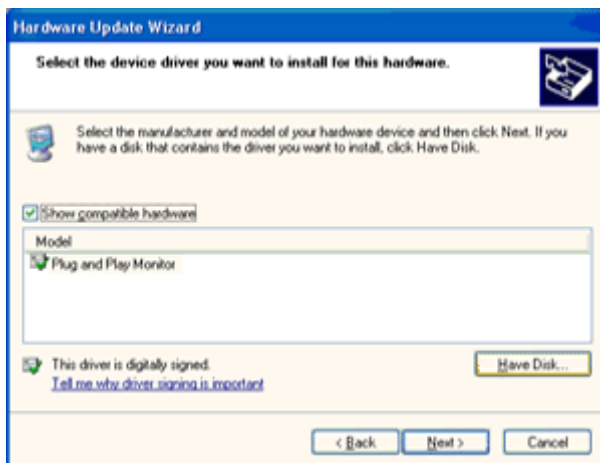 Hardware Update Wizard
Select the device driver you want to install for this hardware.
Select the manufacturer and model of your hardware device and then click Next. If you
have a disk that contains the driver you want to install, click Have Disk.
Show compatible hardware
Model
Plug and Play Monitor
This driver is digitally signed.
Have Disk...
Tell me why driver signing is important
< Back
Next >
Cancel